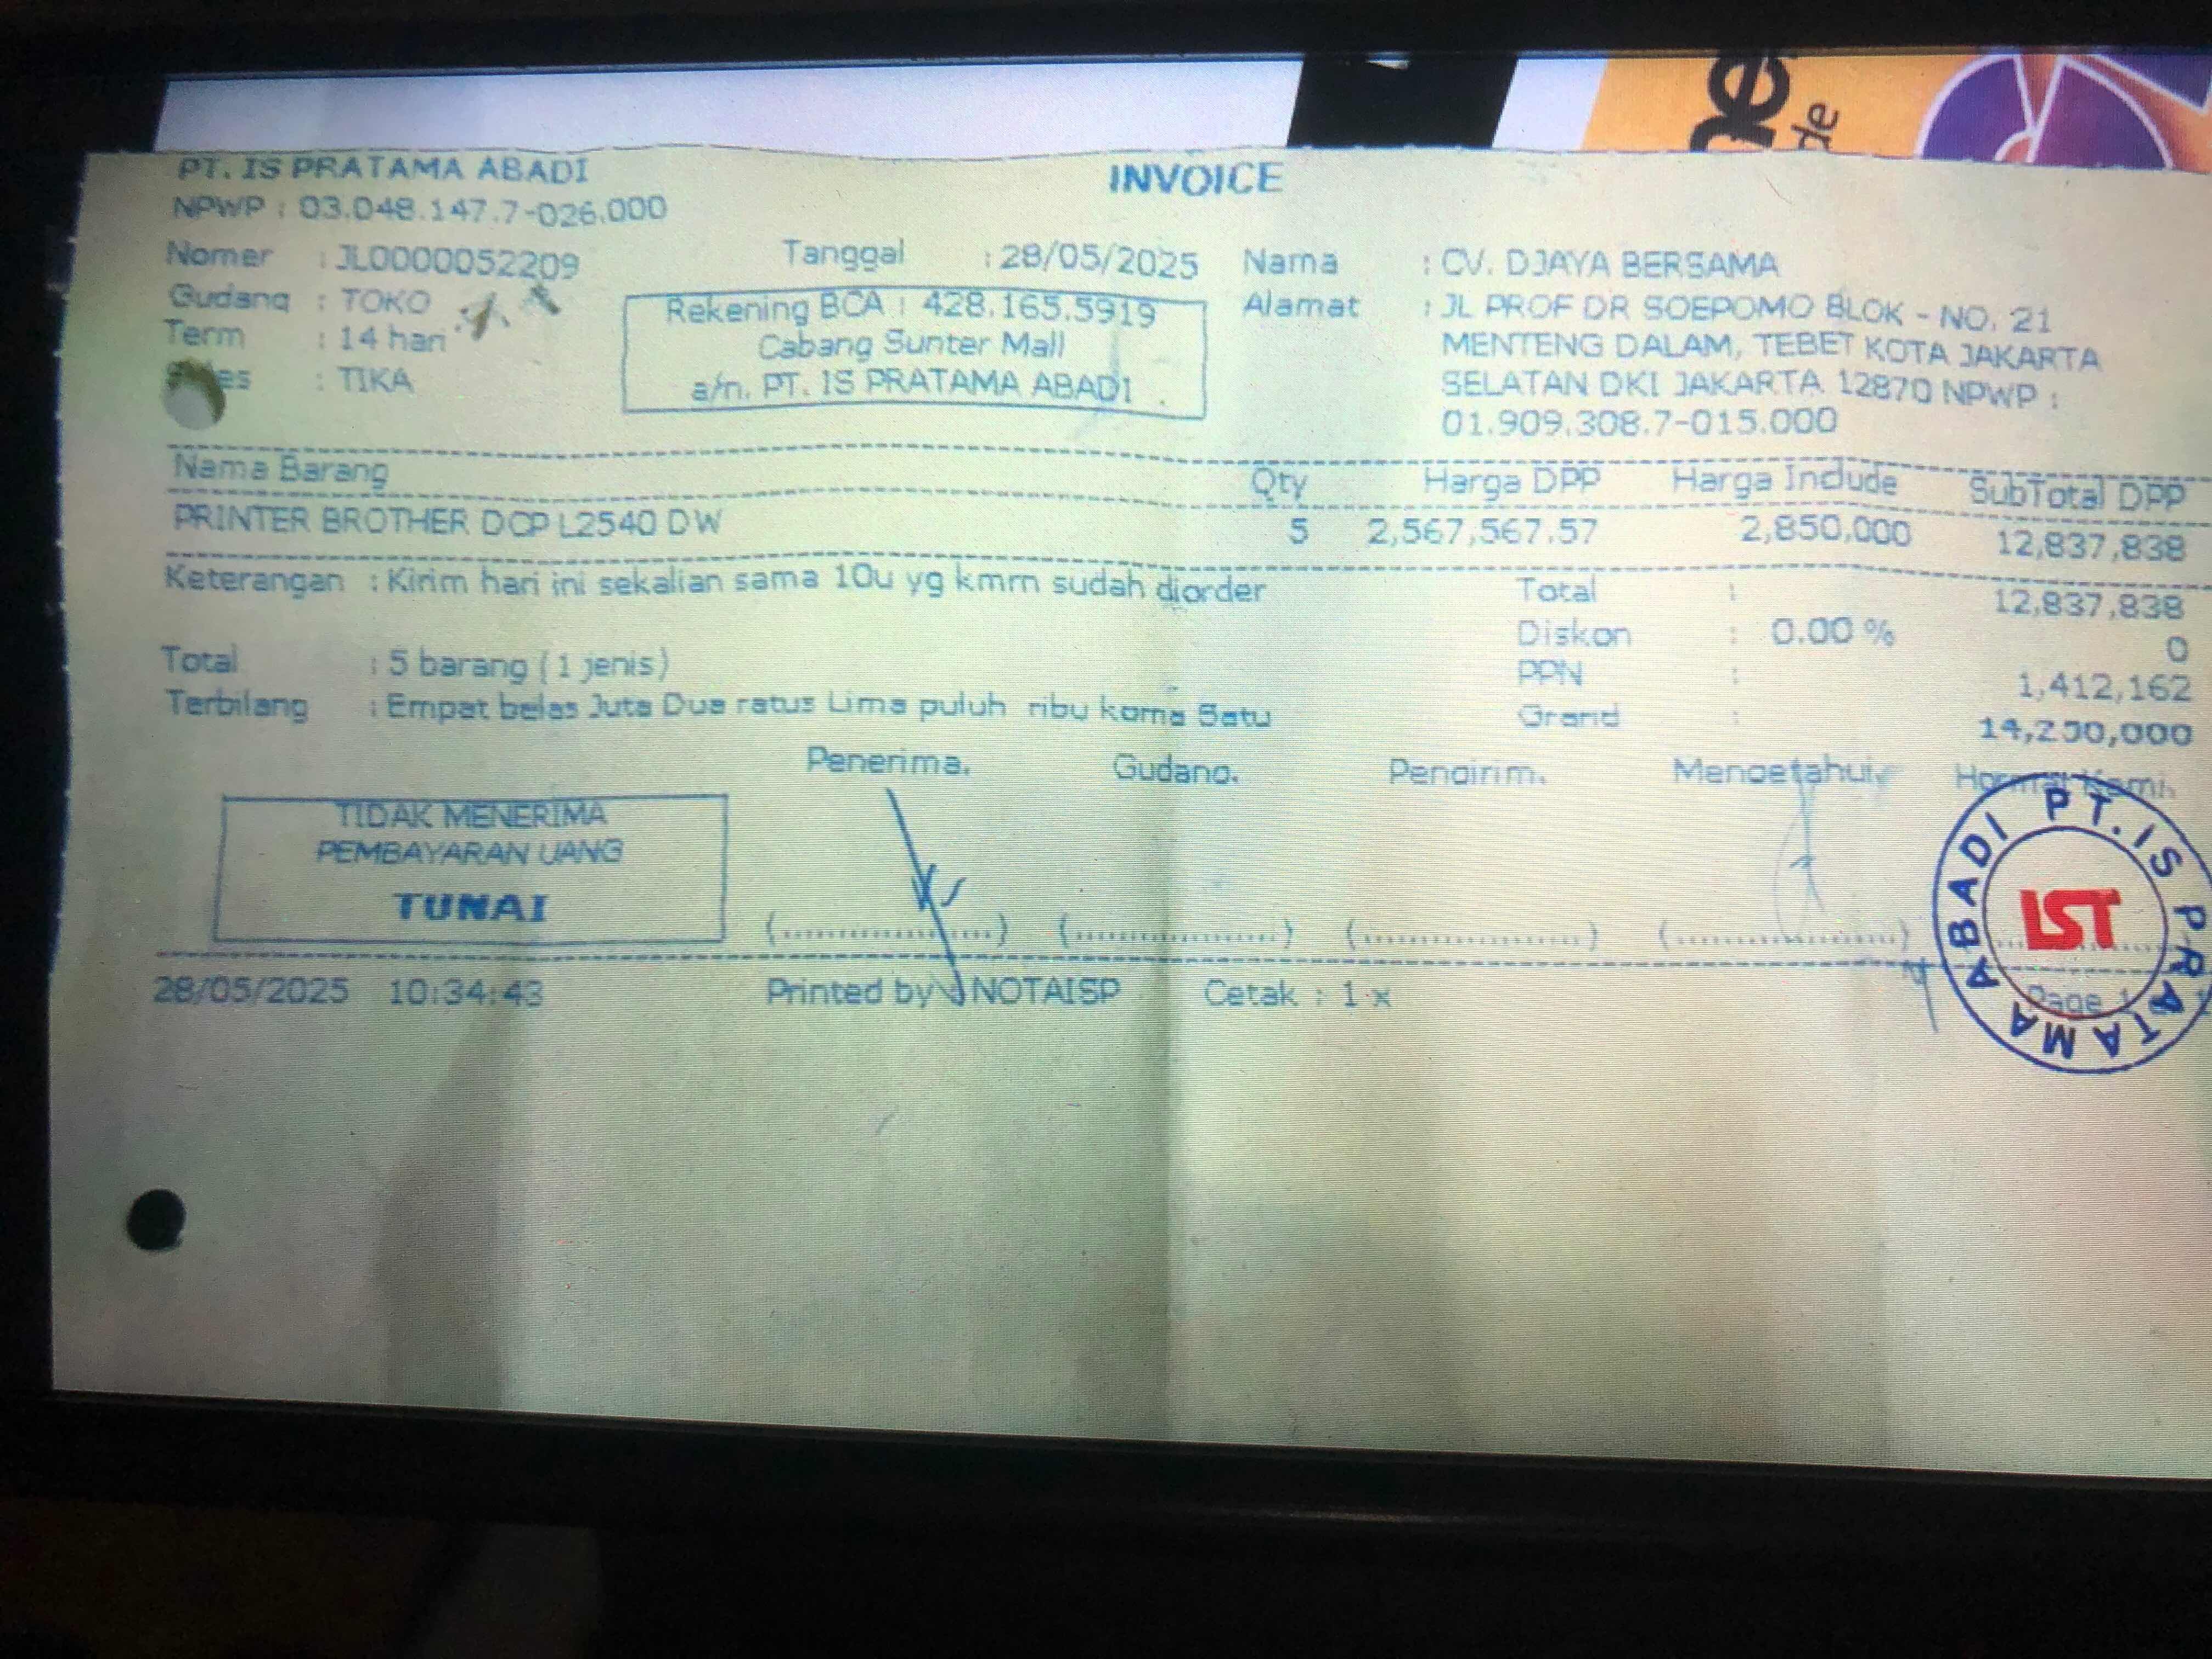 ne
de
PT. IS PRATAMA ABADI
INVOICE
NPWP : 03.048.147.7-026.000
Nomer : JL0000052209
Tanggal : 28/05/2025
Nama : CV. DJAYA BERSAMA
Gudang : TOKO
Term : 14 hari
: TIKA
Rekening BCA : 428.165.5919
Cabang Sunter Mall
a/n. PT. IS PRATAMA ABADI
Alamat : JL PROF DR SOEPOMO BLOK - NO. 21
MENTENG DALAM, TEBET KOTA JAKARTA
SELATAN DKI JAKARTA 12870 NPWP :
01.909.308.7-015.000
Nama Barang Qty Harga DPP Harga Include SubTotal DPP
PRINTER BROTHER DCP L2540 DW 5 2,567,567.57 2,850,000 12,837,838
Keterangan : Kirim hari ini sekalian sama 10u yg kmrn sudah diorder
Total : 12,837,838
Diskon : 0.00 % 0
Total : 5 barang ( 1 jenis )
PPN : 1,412,162
Terbilang : Empat belas Juta Dua ratus Lima puluh ribu koma Satu
Grand : 14,250,000
Penerima. Gudang. Pengirim. Mengetahui, Hormat Kami,
TIDAK MENERIMA
PEMBAYARAN UANG
TUNAI
(....................) (....................) (....................) (....................)
PT. IS PRATAMA ABADI
IST
28/05/2025 10:34:43 Printed by NOTAISP Cetak : 1 x Page 1